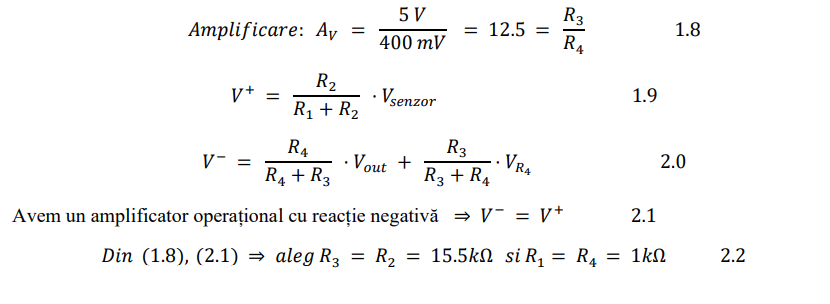 Amplificare: A_V = 5 V / 400 mV = 12.5 = R_3 / R_4 1.8
V^+ = R_2 / (R_1 + R_2) · V_senzor 1.9
V^- = R_4 / (R_4 + R_3) · V_out + R_3 / (R_3 + R_4) · V_{R_4} 2.0
Avem un amplificator operațional cu reacție negativă ⇒ V^- = V^+ 2.1
Din (1.8), (2.1) ⇒ aleg R_3 = R_2 = 15.5kΩ si R_1 = R_4 = 1kΩ 2.2